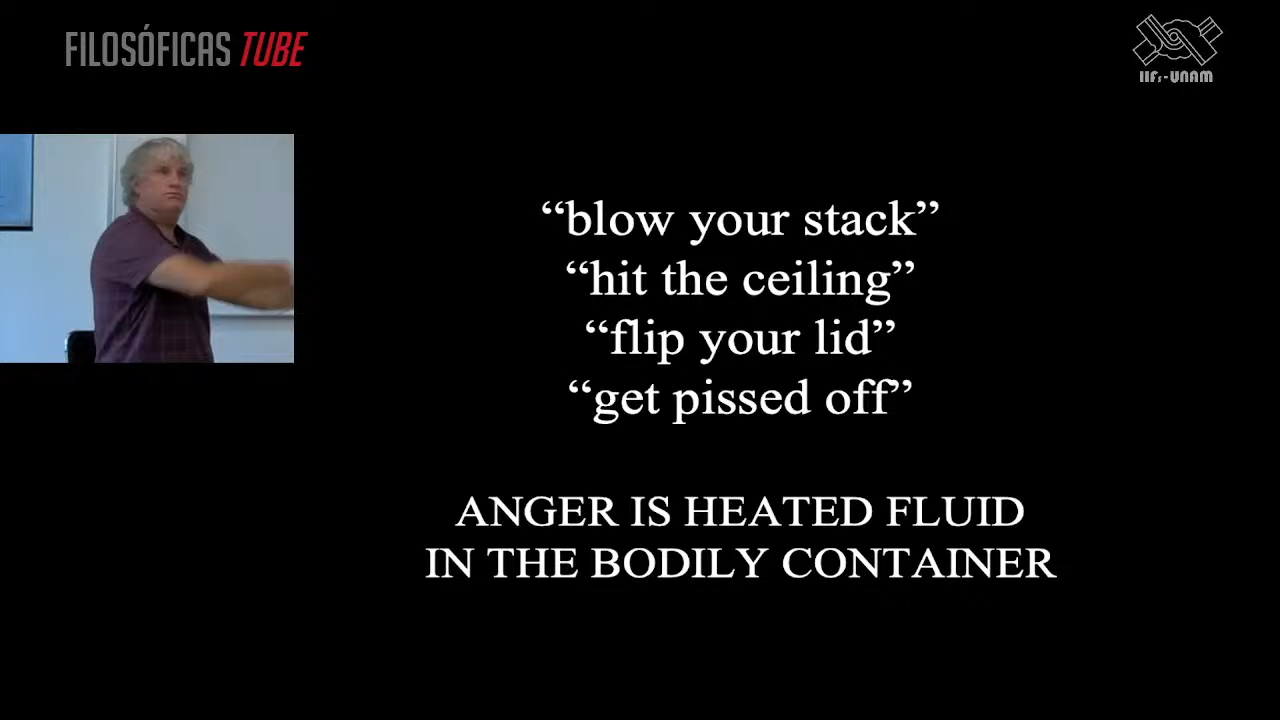 FILOSÓFICAS TUBE
IIFs-UNAM
“blow your stack”
“hit the ceiling”
“flip your lid”
“get pissed off”
ANGER IS HEATED FLUID
IN THE BODILY CONTAINER